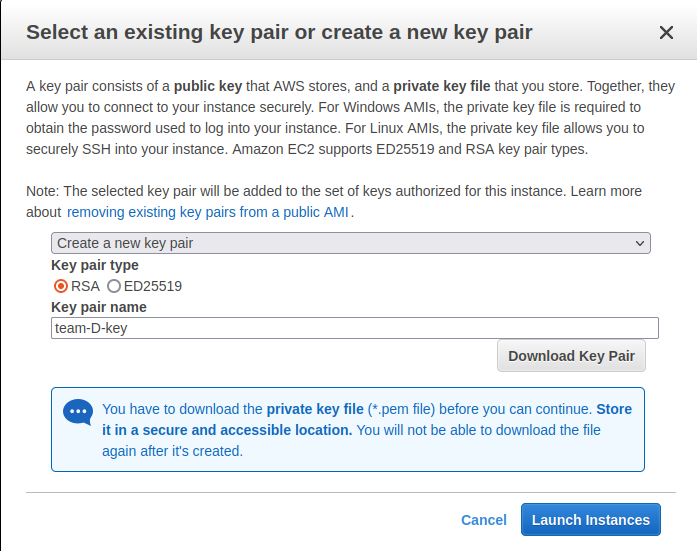 Select an existing key pair or create a new key pair
A key pair consists of a public key that AWS stores, and a private key file that you store. Together, they
allow you to connect to your instance securely. For Windows AMIs, the private key file is required to
obtain the password used to log into your instance. For Linux AMIs, the private key file allows you to
securely SSH into your instance. Amazon EC2 supports ED25519 and RSA key pair types.
Note: The selected key pair will be added to the set of keys authorized for this instance. Learn more
about removing existing key pairs from a public AMI .
Create a new key pair
Key pair type
RSA ED25519
Key pair name
team-D-key
Download Key Pair
You have to download the private key file (*.pem file) before you can continue. Store
it in a secure and accessible location. You will not be able to download the file
again after it's created.
Cancel Launch Instances